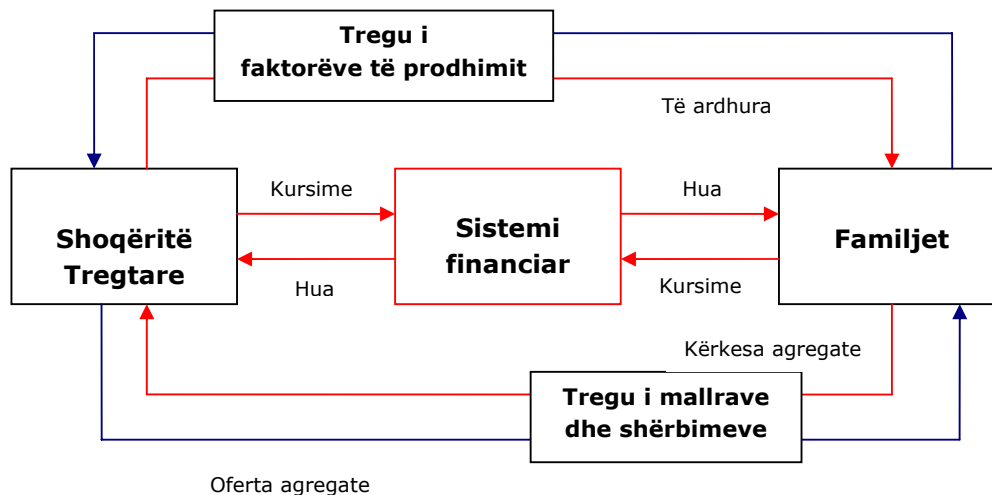 Tregu i
faktorëve të prodhimit
Të ardhura
Kursime
Hua
Shoqëritë
Tregtare
Sistemi
financiar
Familjet
Hua
Kursime
Kërkesa agregate
Tregu i mallrave
dhe shërbimeve
Oferta agregate